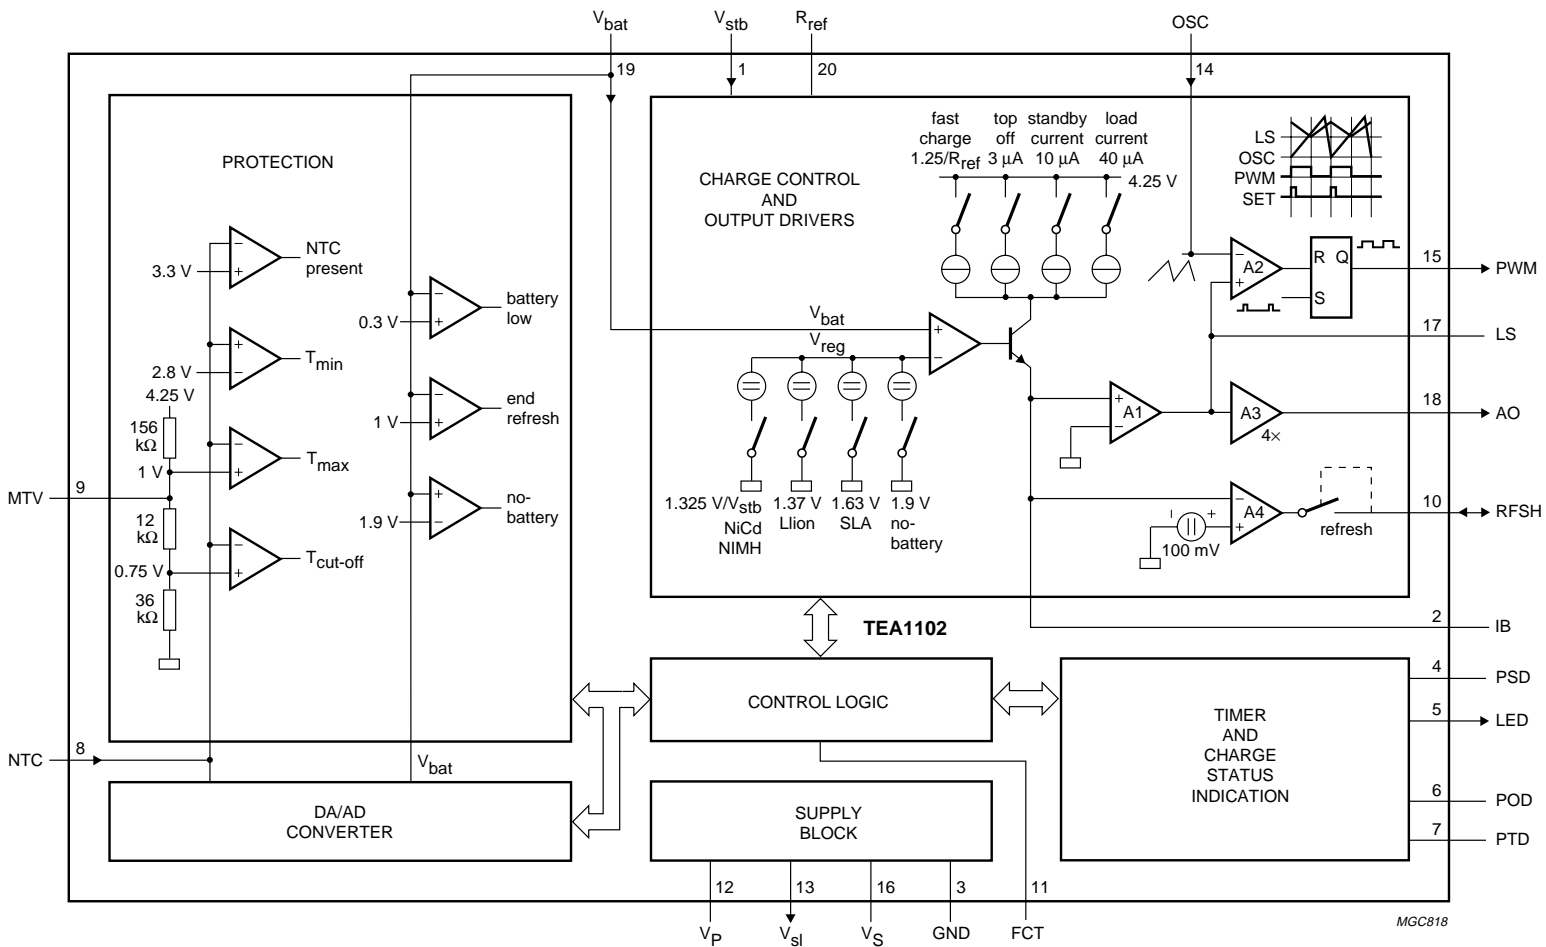 Vbat
Vstb
Rref
OSC
19
1
20
14
PROTECTION
NTC
present
3.3 V
Tmin
2.8 V
4.25 V
156
kΩ
1 V
Tmax
12
kΩ
0.75 V
Tcut-off
36
kΩ
battery
low
0.3 V
end
refresh
1 V
no-
battery
1.9 V
MTV
9
NTC
8
Vbat
CHARGE CONTROL
AND
OUTPUT DRIVERS
fast
charge
1.25/Rref
top
off
3 µA
standby
current
10 µA
load
current
40 µA
4.25 V
LS
OSC
PWM
SET
A2
R
Q
S
Vbat
Vreg
1.325 V/Vstb
NiCd
NIMH
1.37 V
LIion
1.63 V
SLA
1.9 V
no-
battery
A1
A3
4×
A4
100 mV
refresh
15
PWM
17
LS
18
AO
10
RFSH
2
IB
TEA1102
CONTROL LOGIC
TIMER
AND
CHARGE
STATUS
INDICATION
4
PSD
5
LED
6
POD
7
PTD
DA/AD
CONVERTER
SUPPLY
BLOCK
12
13
16
3
11
VP
Vsl
VS
GND
FCT
MGC818